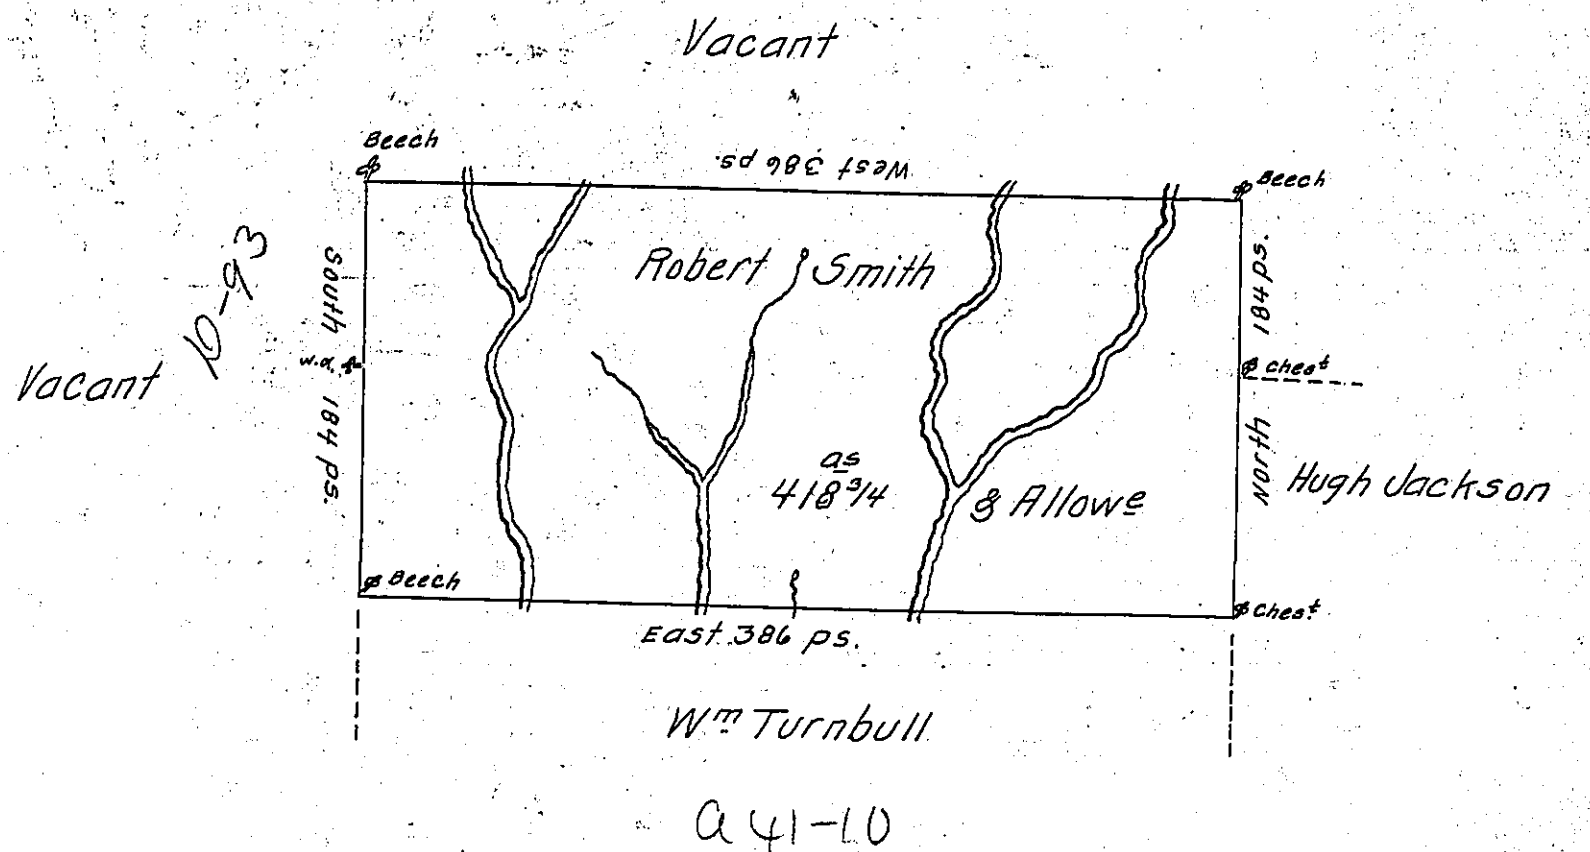 Vacant
Beech
West 386 ps.
Beech
10-93
South 184 ps.
Robert Smith
184 ps.
w.o.
Chest
Vacant
as
418 3/4 & Allowe
North
Hugh Jackson
Beech
Chest
East 386 ps.
Wm Turnbull
a 41-10